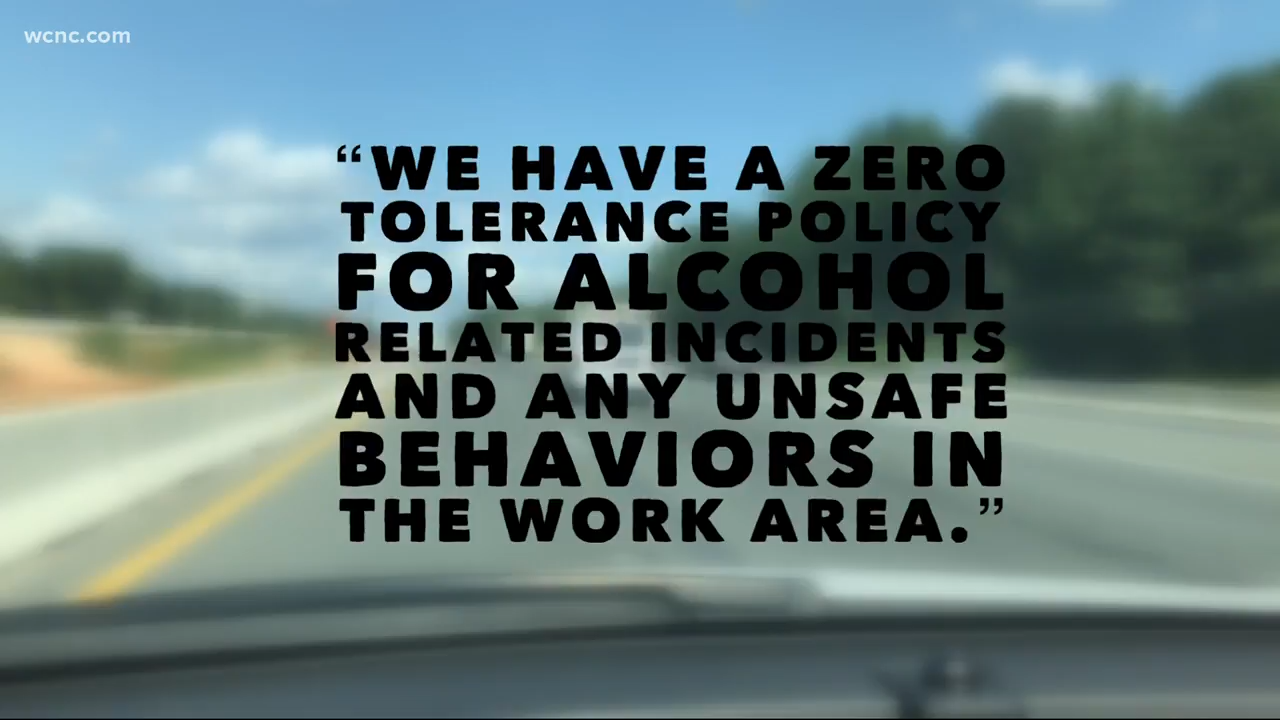 wcnc.com
“WE HAVE A ZERO
TOLERANCE POLICY
FOR ALCOHOL
RELATED INCIDENTS
AND ANY UNSAFE
BEHAVIORS IN
THE WORK AREA.”